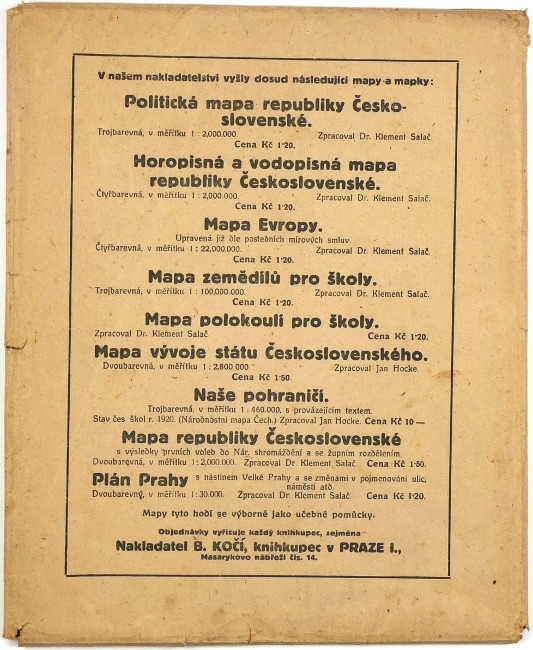 V našem nakladatelství vyšly dosud následující mapy a mapky:
Politická mapa republiky Česko-
slovenské.
Trojbarevná, v měřítku 1 : 2,000.000. Zpracoval Dr. Klement Salač.
Cena Kč 1·20.
Horopisná a vodopisná mapa
republiky Československé.
Čtyřbarevná, v měřítku 1 : 2,000.000. Zpracoval Dr. Klement Salač.
Cena Kč 1·20.
Mapa Evropy.
Upravená již dle posledních mírových smluv.
Čtyřbarevná, v měřítku 1 : 22,000.000. Zpracoval Dr. Klement Salač.
Cena Kč 1·20.
Mapa zemědílů pro školy.
Trojbarevná, v měřítku 1 : 100,000.000. Zpracoval Dr. Klement Salač.
Cena Kč 1·20.
Mapa polokoulí pro školy.
Zpracoval Dr. Klement Salač Cena Kč 1·20.
Mapa vývoje státu Československého.
Dvoubarevná, v měřítku 1 : 2,800 000 Zpracoval Jan Hocke.
Cena Kč 1·50.
Naše pohraničí.
Trojbarevná, v měřítku 1 : 460.000, s provázejícím textem.
Stav čes. škol r. 1920. (Národnostní mapa Čech.) Zpracoval Jan Hocke. Cena Kč 10 —
Mapa republiky Československé
s výsledky prvních voleb do Nár. shromáždění a se župním rozdělením.
Dvoubarevná, v měřítku 1 : 2,000.000. Zpracoval Dr. Klement Salač. Cena Kč 1·50.
Plán Prahy s nástinem Velké Prahy a se změnami v pojmenování ulic,
náměstí atd.
Dvoubarevný, v měřítku 1 : 30.000. Zpracoval Dr. Klement Salač. Cena Kč 1·20.
Mapy tyto hodí se výborně jako učebné pomůcky.
Objednávky vyřizuje každý knihkupec, zejména
Nakladatel B. KOČÍ, knihkupec v PRAZE I.,
Masarykovo nábřeží čís. 14.